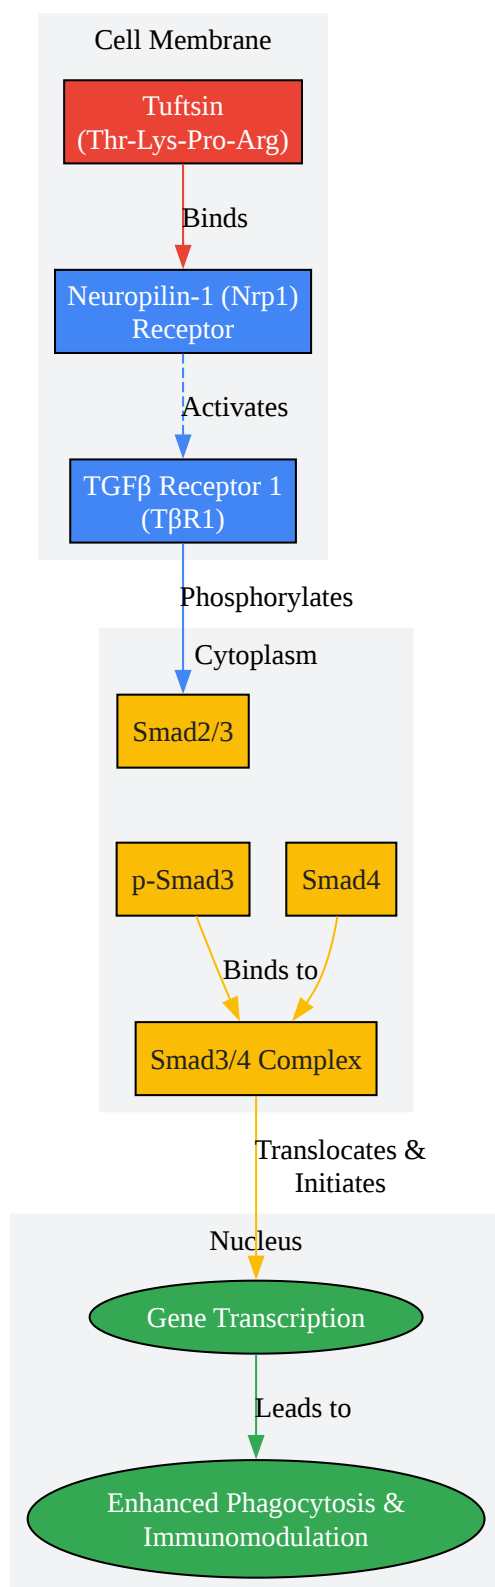 Cell Membrane
Tuftsin
(Thr-Lys-Pro-Arg)
Binds
Neuropilin-1 (Nrp1)
Receptor
Activates
TGFβ Receptor 1
(TβR1)
Phosphorylates
Cytoplasm
Smad2/3
p-Smad3
Smad4
Binds to
Smad3/4 Complex
Translocates &
Initiates
Nucleus
Gene Transcription
Leads to
Enhanced Phagocytosis &
Immunomodulation